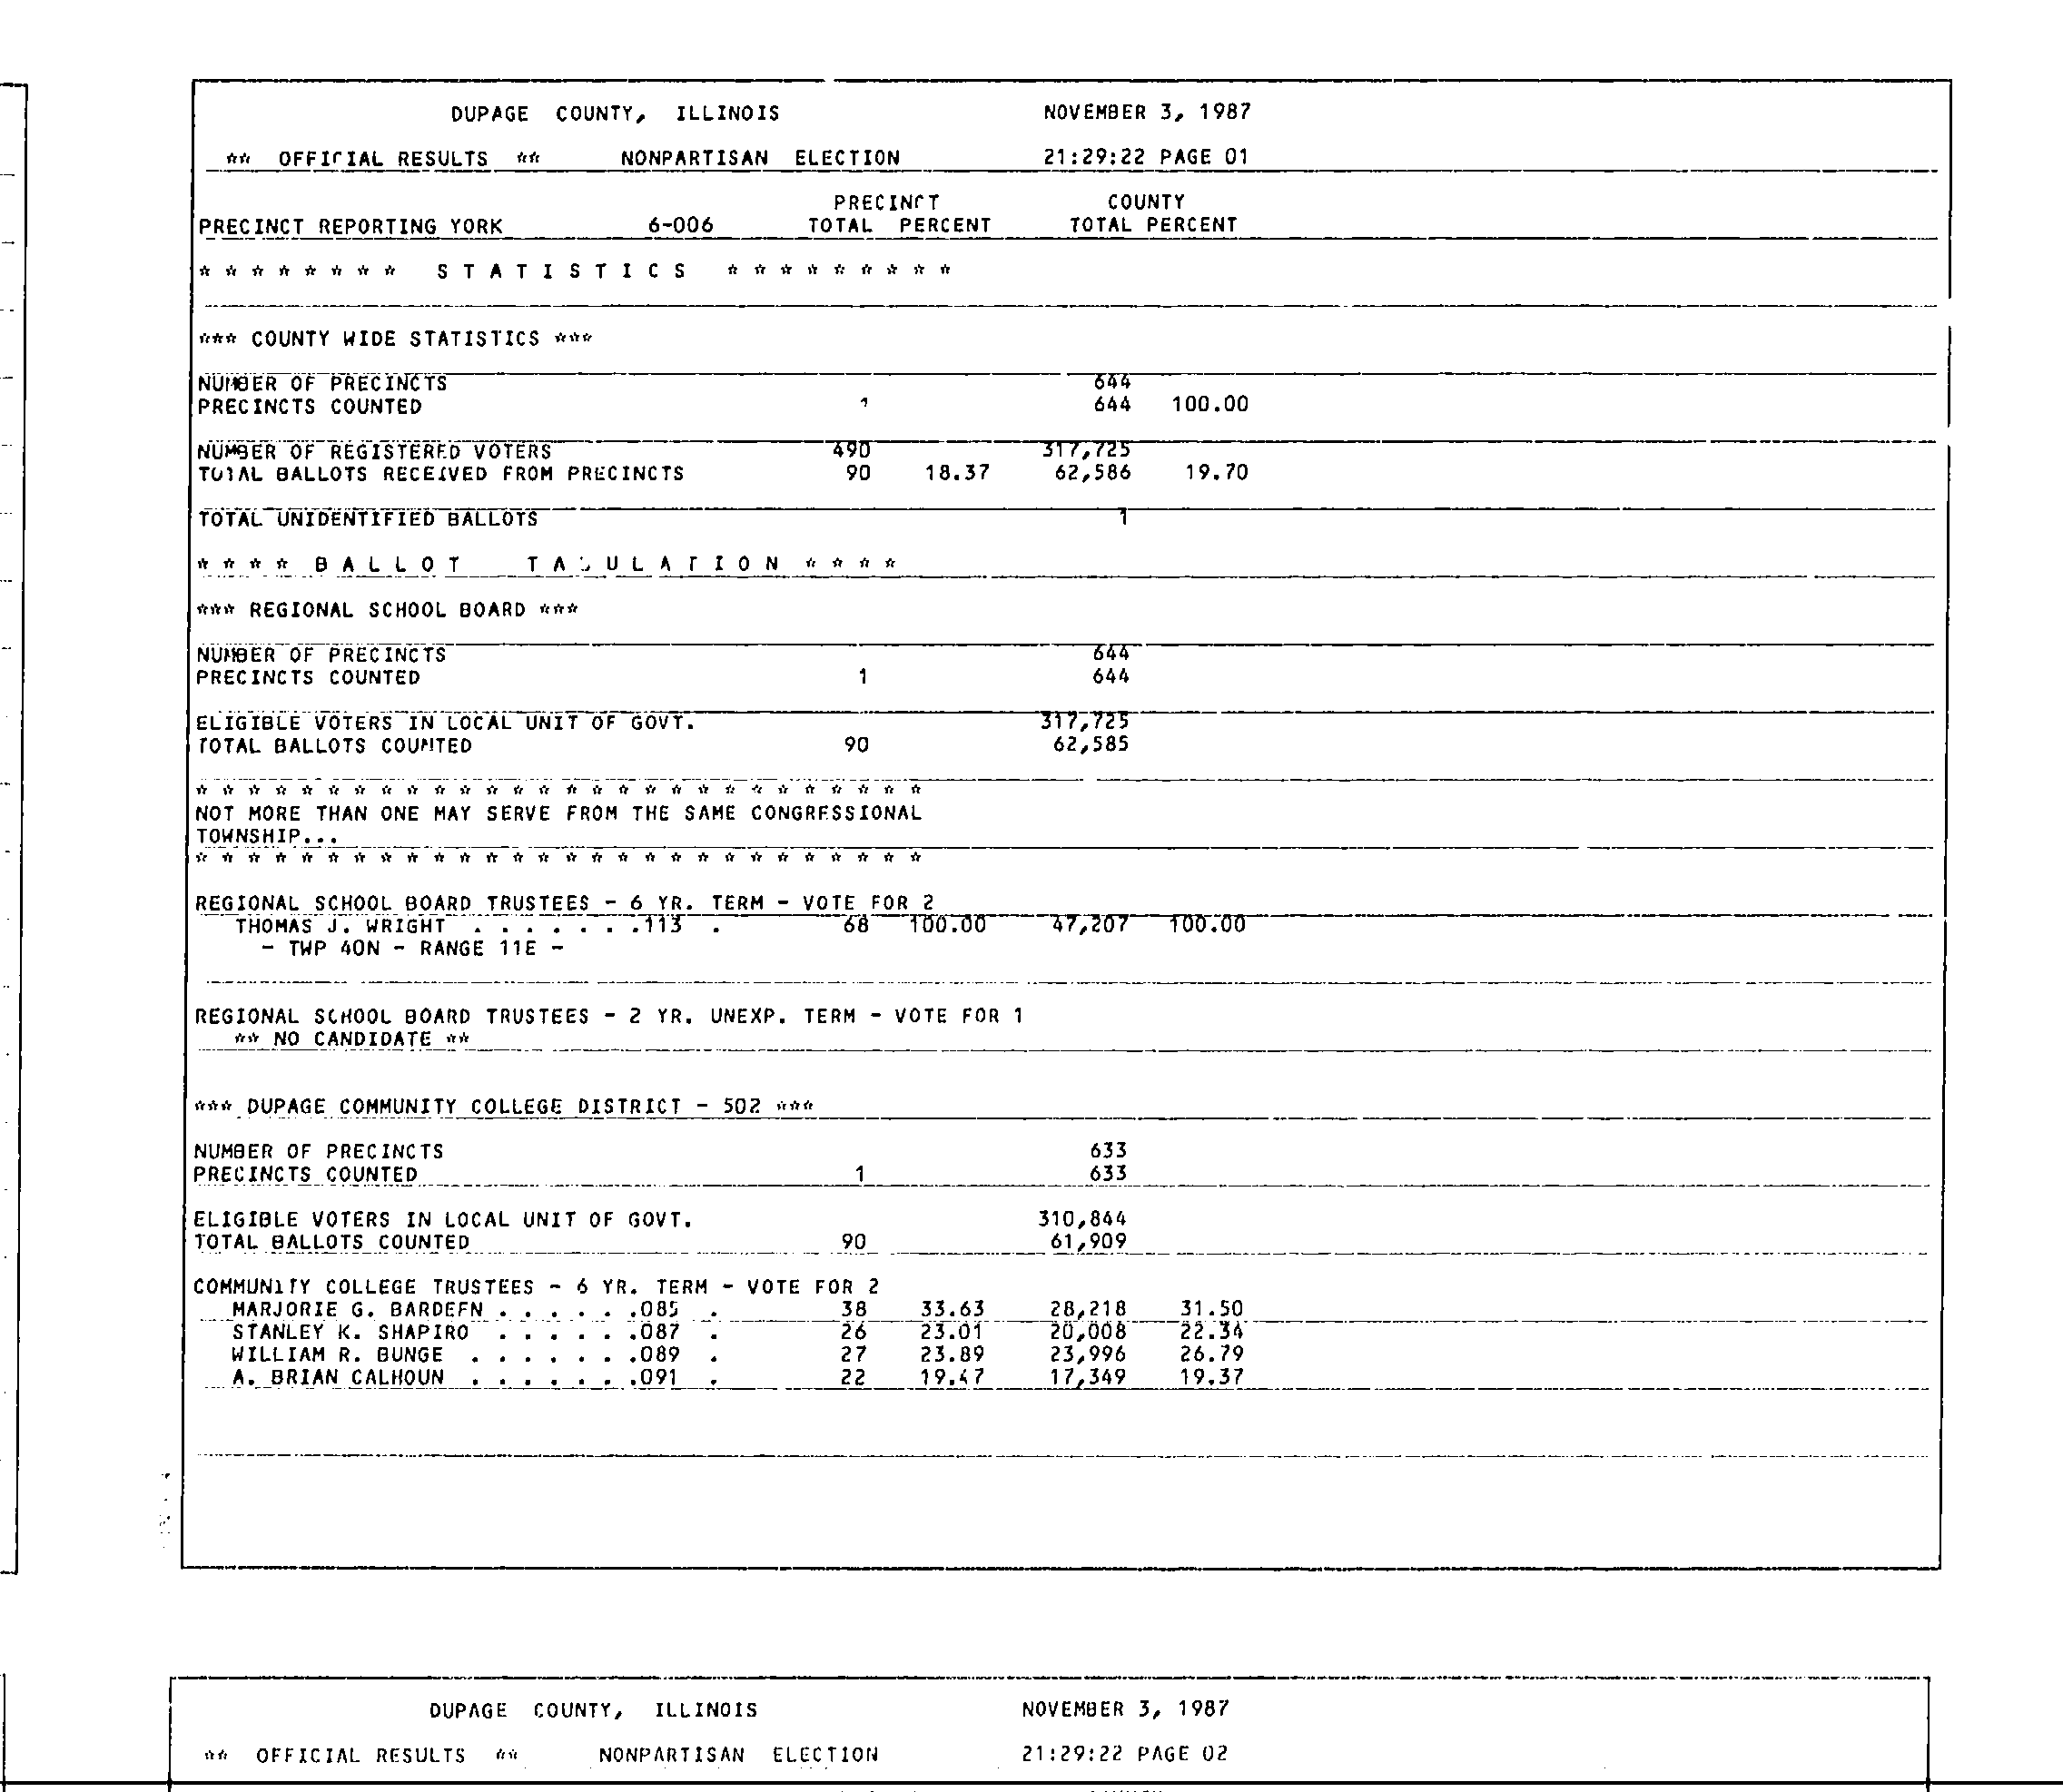 DUPAGE COUNTY, ILLINOIS NOVEMBER 3, 1987
** OFFICIAL RESULTS ** NONPARTISAN ELECTION 21:29:22 PAGE 01
PRECINCT COUNTY
PRECINCT REPORTING YORK 6-006 TOTAL PERCENT TOTAL PERCENT
* * * * * * * * S T A T I S T I C S * * * * * * * * *
*** COUNTY WIDE STATISTICS ***
NUMBER OF PRECINCTS 644
PRECINCTS COUNTED 1 644 100.00
NUMBER OF REGISTERED VOTERS 490 317,725
TOTAL BALLOTS RECEIVED FROM PRECINCTS 90 18.37 62,586 19.70
TOTAL UNIDENTIFIED BALLOTS 1
* * * * B A L L O T T A B U L A T I O N * * * *
*** REGIONAL SCHOOL BOARD ***
NUMBER OF PRECINCTS 644
PRECINCTS COUNTED 1 644
ELIGIBLE VOTERS IN LOCAL UNIT OF GOVT. 317,725
TOTAL BALLOTS COUNTED 90 62,585
* * * * * * * * * * * * * * * * * * * * * * * * * * * *
NOT MORE THAN ONE MAY SERVE FROM THE SAME CONGRESSIONAL
TOWNSHIP...
* * * * * * * * * * * * * * * * * * * * * * * * * * * *
REGIONAL SCHOOL BOARD TRUSTEES - 6 YR. TERM - VOTE FOR 2
THOMAS J. WRIGHT . . . . . . .113 . 68 100.00 47,207 100.00
- TWP 40N - RANGE 11E -
REGIONAL SCHOOL BOARD TRUSTEES - 2 YR. UNEXP. TERM - VOTE FOR 1
** NO CANDIDATE **
*** DUPAGE COMMUNITY COLLEGE DISTRICT - 502 ***
NUMBER OF PRECINCTS 633
PRECINCTS COUNTED 1 633
ELIGIBLE VOTERS IN LOCAL UNIT OF GOVT. 310,844
TOTAL BALLOTS COUNTED 90 61,909
COMMUNITY COLLEGE TRUSTEES - 6 YR. TERM - VOTE FOR 2
MARJORIE G. BARDEEN . . . . . .085 . 38 33.63 28,218 31.50
STANLEY K. SHAPIRO . . . . . .087 . 26 23.01 20,008 22.34
WILLIAM R. BUNGE . . . . . . .089 . 27 23.89 23,996 26.79
A. BRIAN CALHOUN . . . . . . .091 . 22 19.47 17,349 19.37
DUPAGE COUNTY, ILLINOIS NOVEMBER 3, 1987
** OFFICIAL RESULTS ** NONPARTISAN ELECTION 21:29:22 PAGE 02